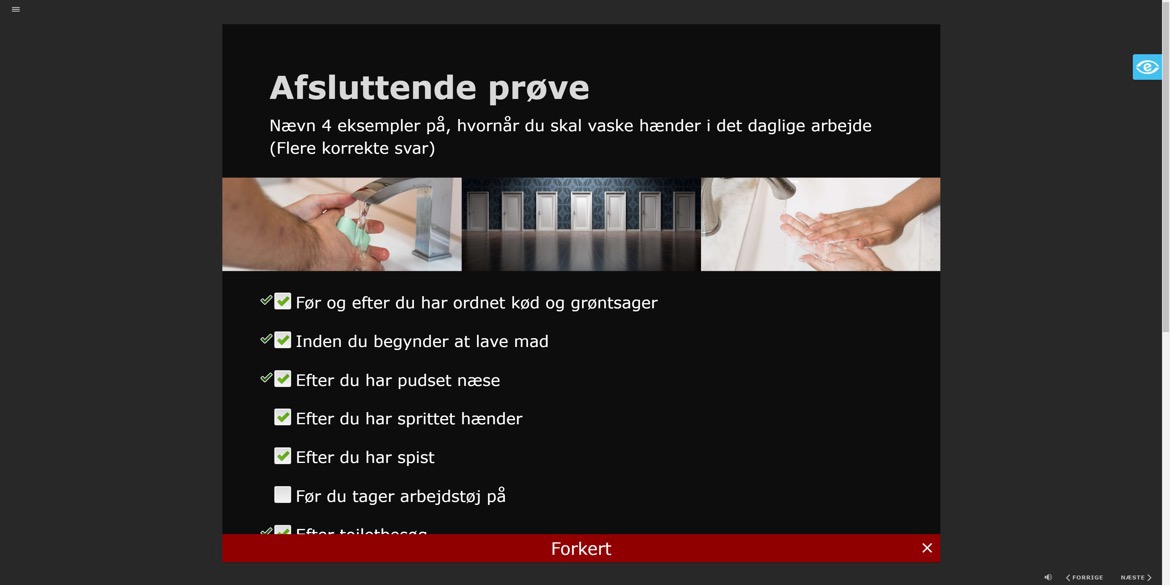 Afsluttende prøve
Nævn 4 eksempler på, hvornår du skal vaske hænder i det daglige arbejde
(Flere korrekte svar)
Før og efter du har ordnet kød og grøntsager
Inden du begynder at lave mad
Efter du har pudset næse
Efter du har sprittet hænder
Efter du har spist
Før du tager arbejdstøj på
Efter toiletbesøg
Forkert
FORRIGE NÆSTE